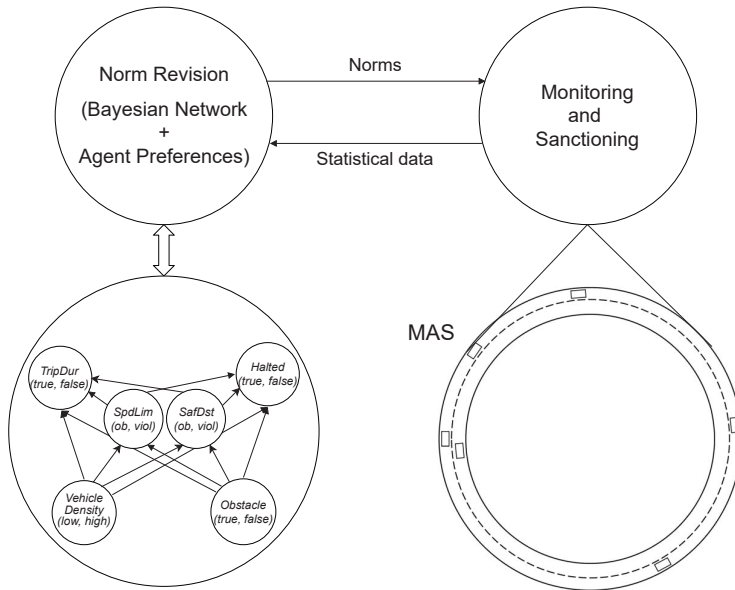 Norm Revision
(Bayesian Network
+
Agent Preferences)
Norms
Statistical data
Monitoring
and
Sanctioning
MAS
TripDur
(true, false)
Halted
(true, false)
SpdLim
(ob, viol)
SafDst
(ob, viol)
Vehicle
Density
(low, high)
Obstacle
(true, false)